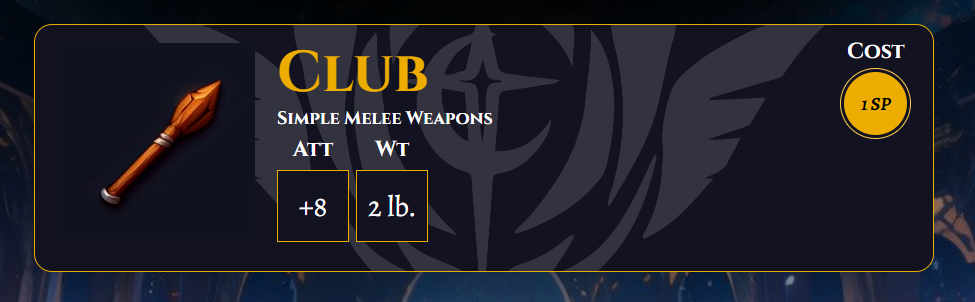 Club
Simple Melee Weapons
Att Wt
+8 2 lb.
Cost
1 SP